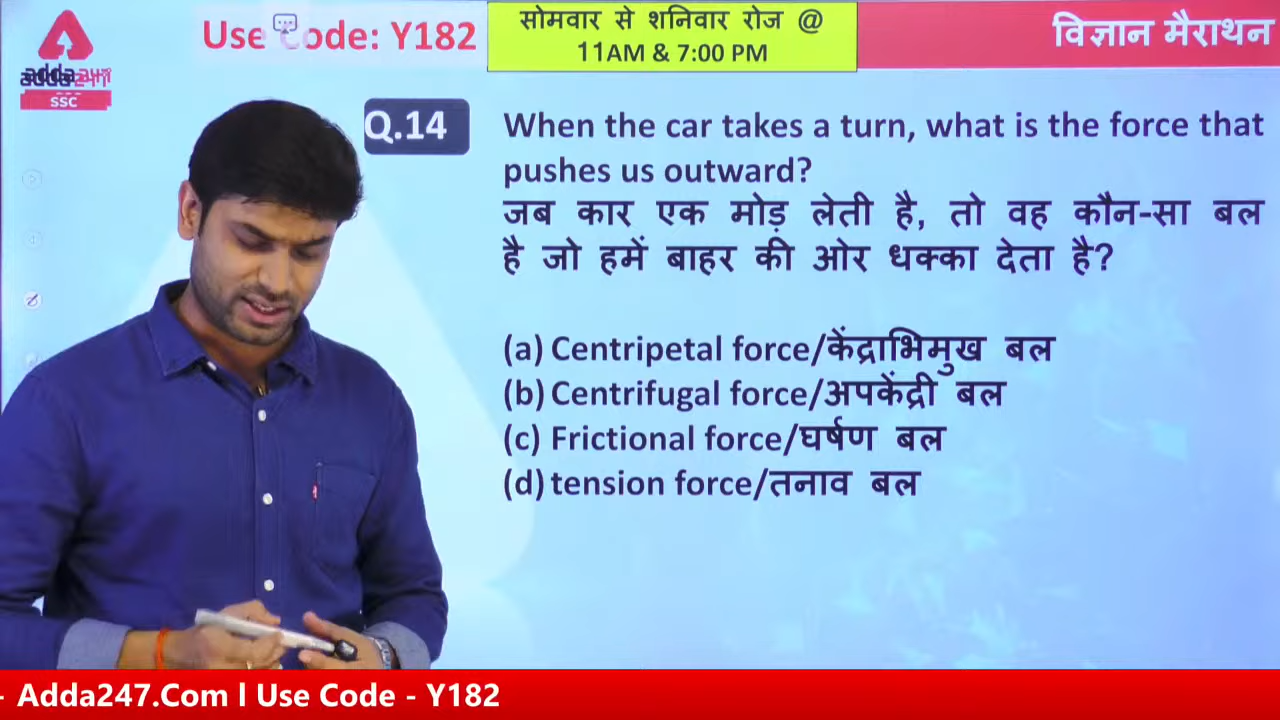 Use Code: Y182
सोमवार से शनिवार रोज @
11AM & 7:00 PM
विज्ञान मैराथन
adda247
SSC
Q.14
When the car takes a turn, what is the force that
pushes us outward?
जब कार एक मोड़ लेती है, तो वह कौन-सा बल
है जो हमें बाहर की ओर धक्का देता है?
(a) Centripetal force/केंद्राभिमुख बल
(b) Centrifugal force/अपकेंद्री बल
(c) Frictional force/घर्षण बल
(d) tension force/तनाव बल
- Adda247.Com l Use Code - Y182